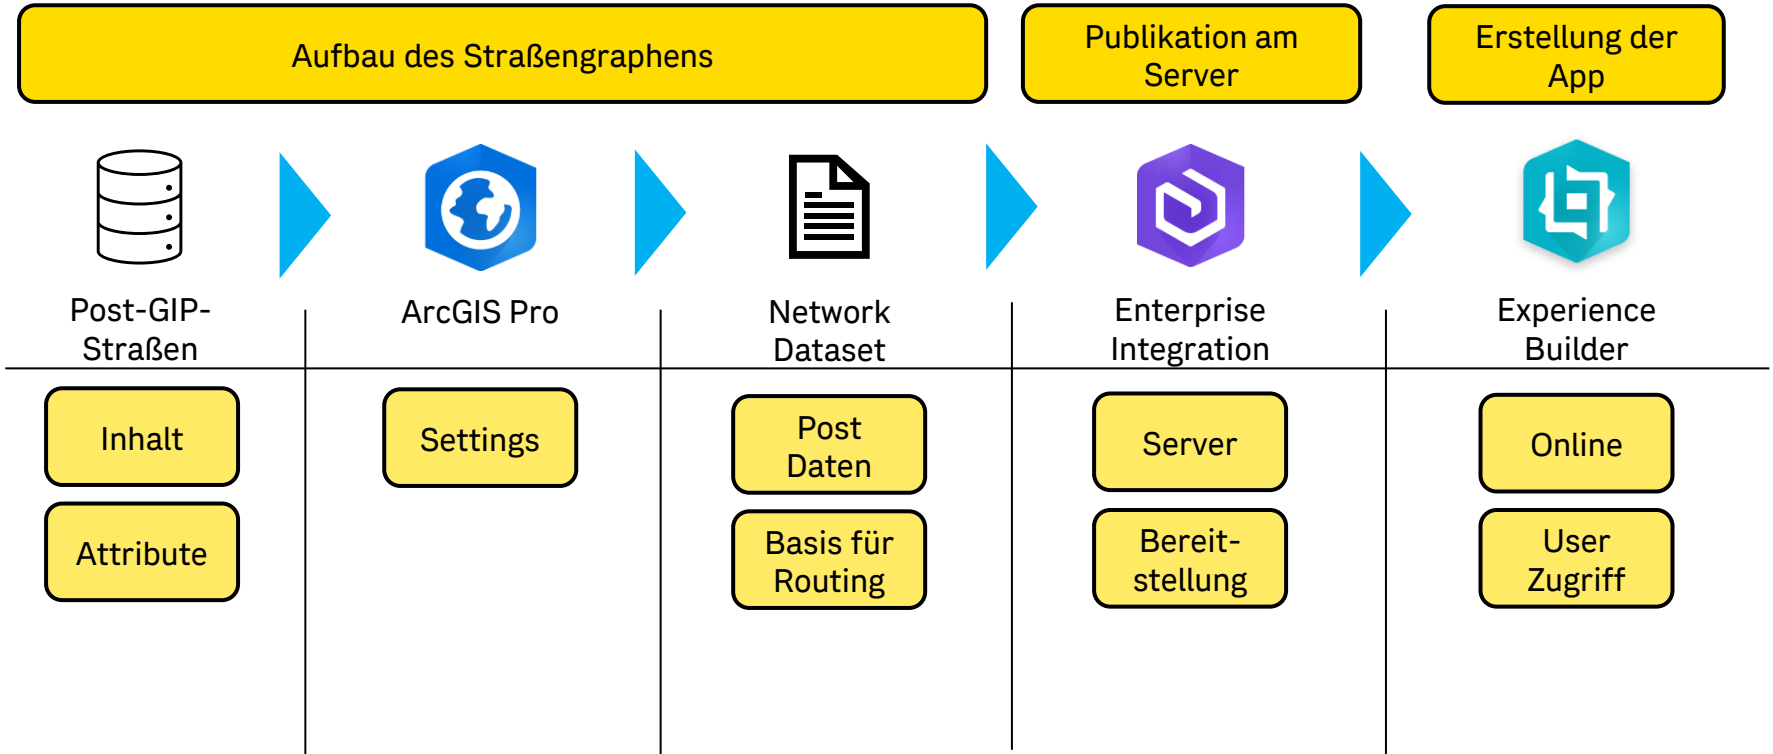 Aufbau des Straßengraphens
Publikation am
Server
Erstellung der
App
Post-GIP-
Straßen
ArcGIS Pro
Network
Dataset
Enterprise
Integration
Experience
Builder
Inhalt
Attribute
Settings
Post
Daten
Basis für
Routing
Server
Bereit-
stellung
Online
User
Zugriff